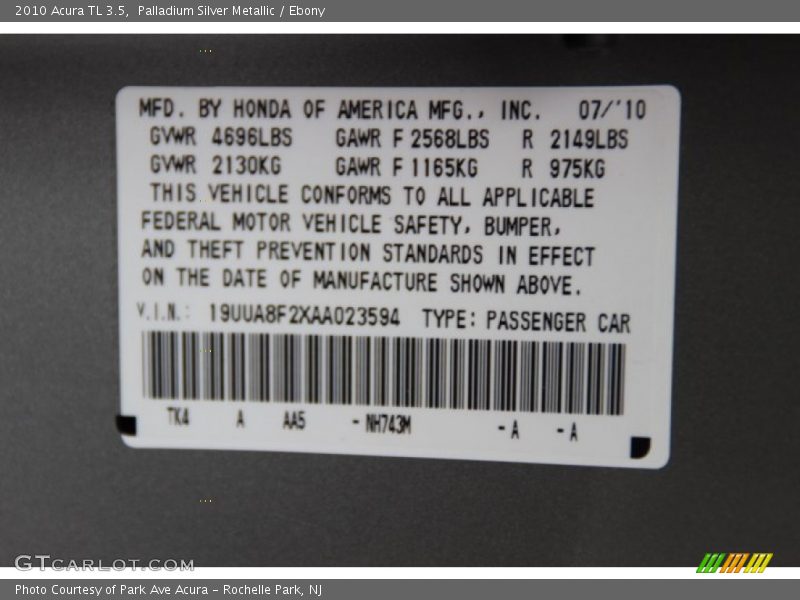 2010 Acura TL 3.5,  Palladium Silver Metallic / Ebony
MFD. BY HONDA OF AMERICA MFG., INC. 07/'10
GVWR 4696LBS GAWR F 2568LBS R 2149LBS
GVWR 2130KG GAWR F 1165KG R 975KG
THIS VEHICLE CONFORMS TO ALL APPLICABLE
FEDERAL MOTOR VEHICLE SAFETY, BUMPER,
AND THEFT PREVENTION STANDARDS IN EFFECT
ON THE DATE OF MANUFACTURE SHOWN ABOVE.
V.I.N.: 19UUA8F2XAA023594 TYPE: PASSENGER CAR
TK4 A AA5 -NH743M -A -A
GTCARLOT.COM
Photo Courtesy of Park Ave Acura - Rochelle Park, NJ